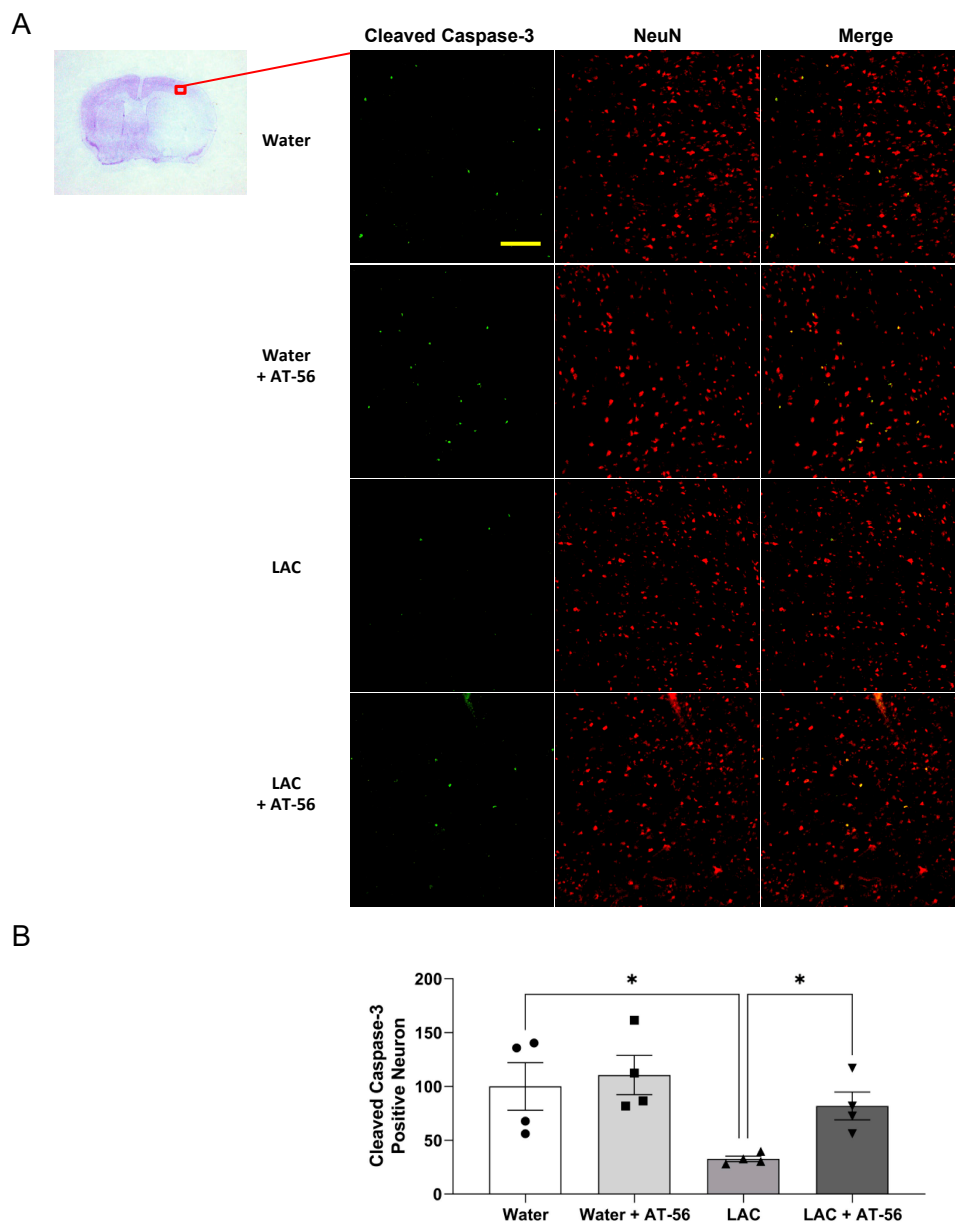 A
Cleaved Caspase-3 NeuN Merge
Water
Water
+ AT-56
LAC
LAC
+ AT-56
B
Cleaved Caspase-3
Positive Neuron
200
150
100
50
0
* *
Water Water + AT-56 LAC LAC + AT-56